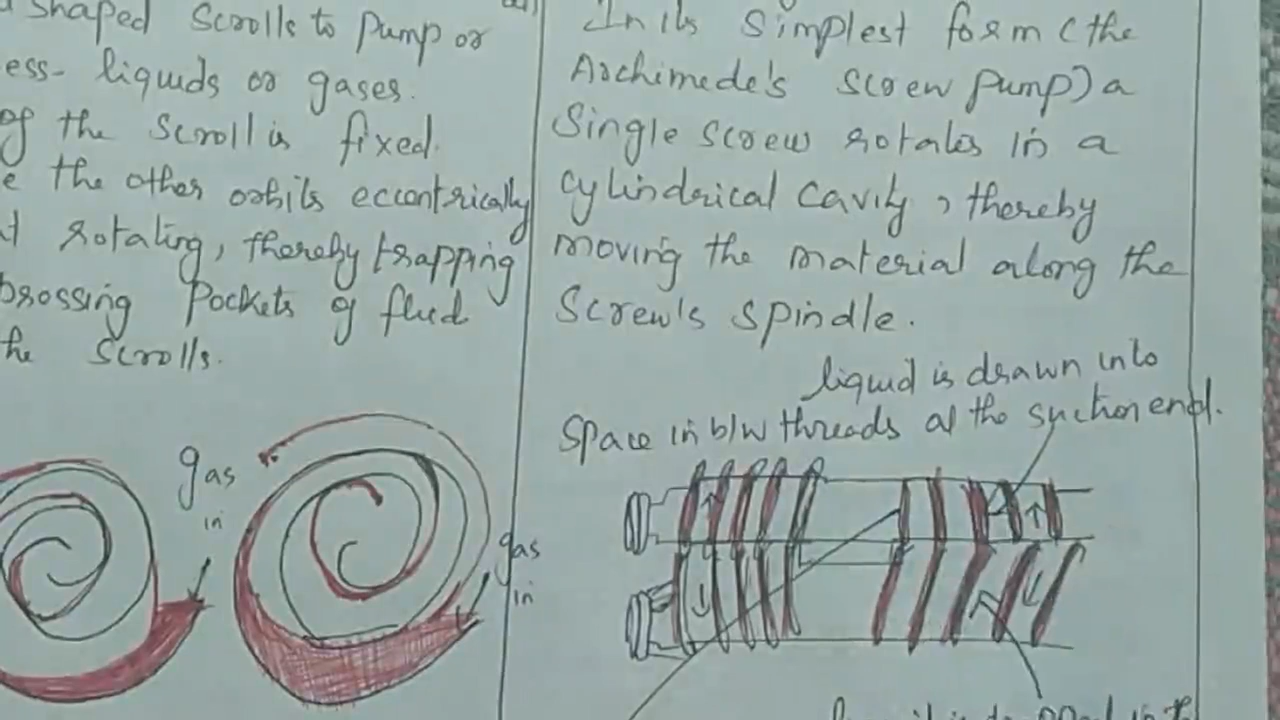 shaped scrolls to pump or
ess- liquids or gases.
of the scroll is fixed.
e the other orbits eccentrically
t rotating, thereby trapping
prossing pockets of fluid
he scrolls.
gas
in
gas
in
In its simplest form (the
Archimede's screw pump) a
Single screw rotates in a
cylindrical cavity, thereby
moving the material along the
Screw's spindle.
liquid is drawn into
space in b/w threads at the suction end.